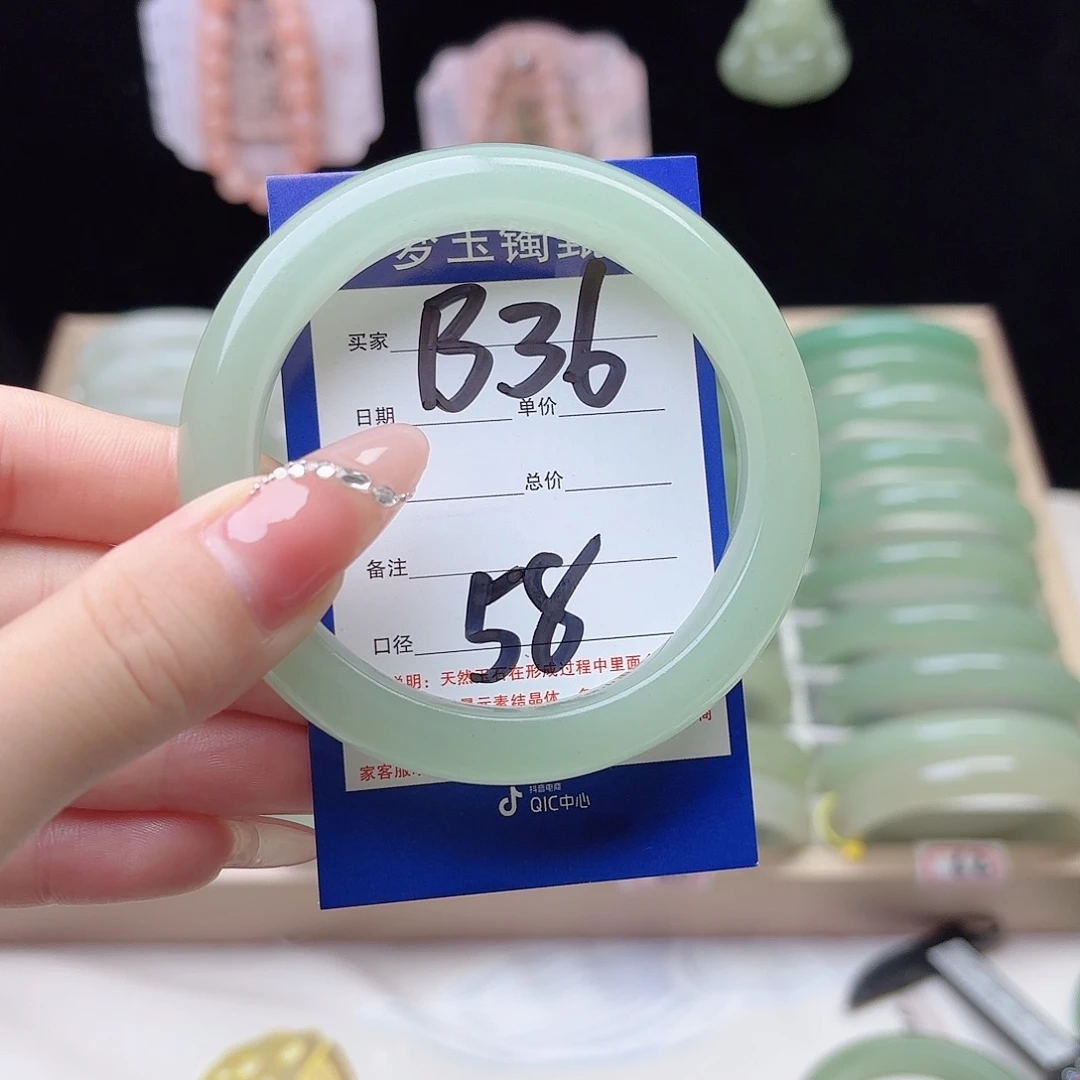 玉镯
买家 B36
日期 单价
总价
备注
口径 58
说明：天然玉石在形成过程中里面
家客服
抖音电商
QIC中心